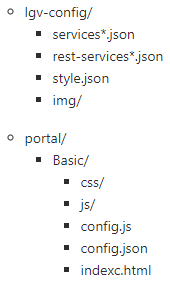 lgv-config/
services*.json
rest-services*.json
style.json
img/
portal/
Basic/
css/
js/
config.js
config.json
indexc.html